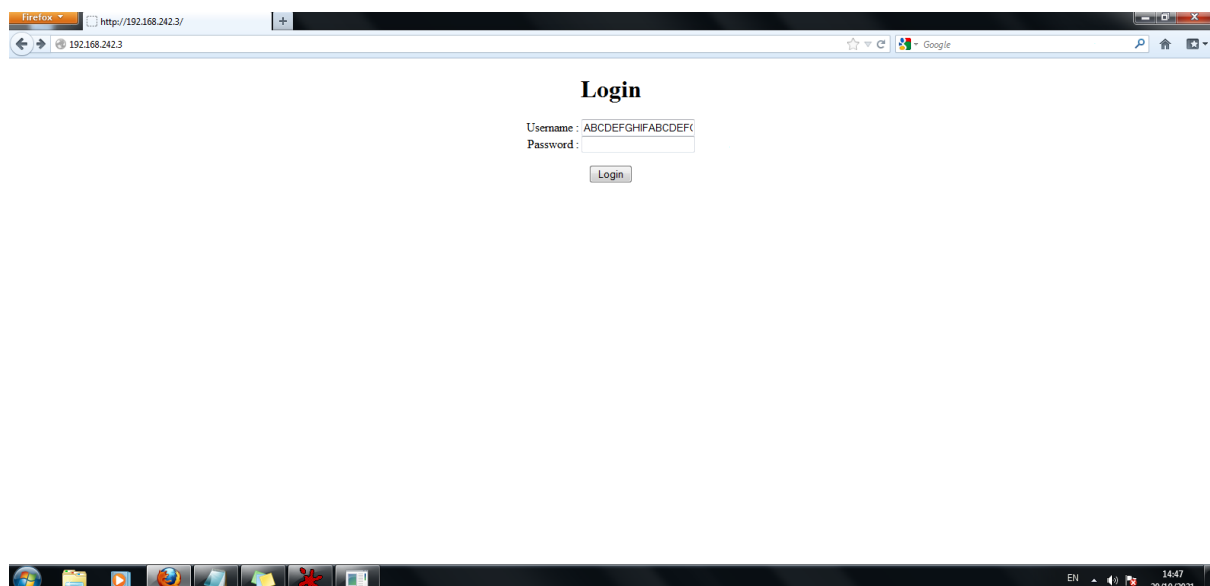 Firefox
http://192.168.242.3/
192.168.242.3
Google
Login
Username : ABCDEFGHIFABCDEF
Password :
Login
EN
14:47